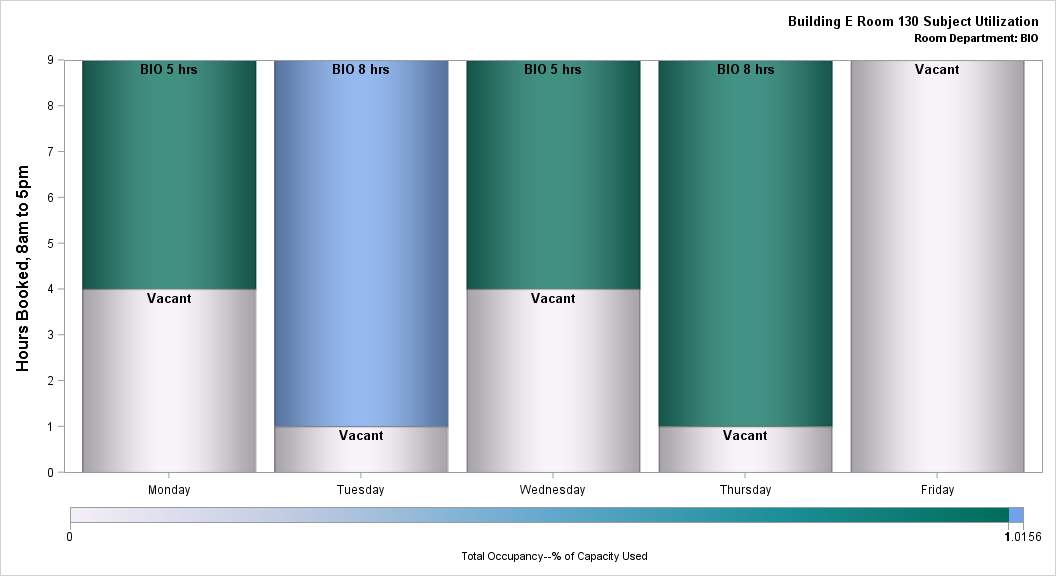 Building E Room 130 Subject Utilization
Room Department: BIO
Hours Booked, 8am to 5pm
9
8
7
6
5
4
3
2
1
0
BIO 5 hrs
BIO 8 hrs
BIO 5 hrs
BIO 8 hrs
Vacant
Vacant
Vacant
Vacant
Vacant
Monday
Tuesday
Wednesday
Thursday
Friday
0
1.0156
Total Occupancy--% of Capacity Used